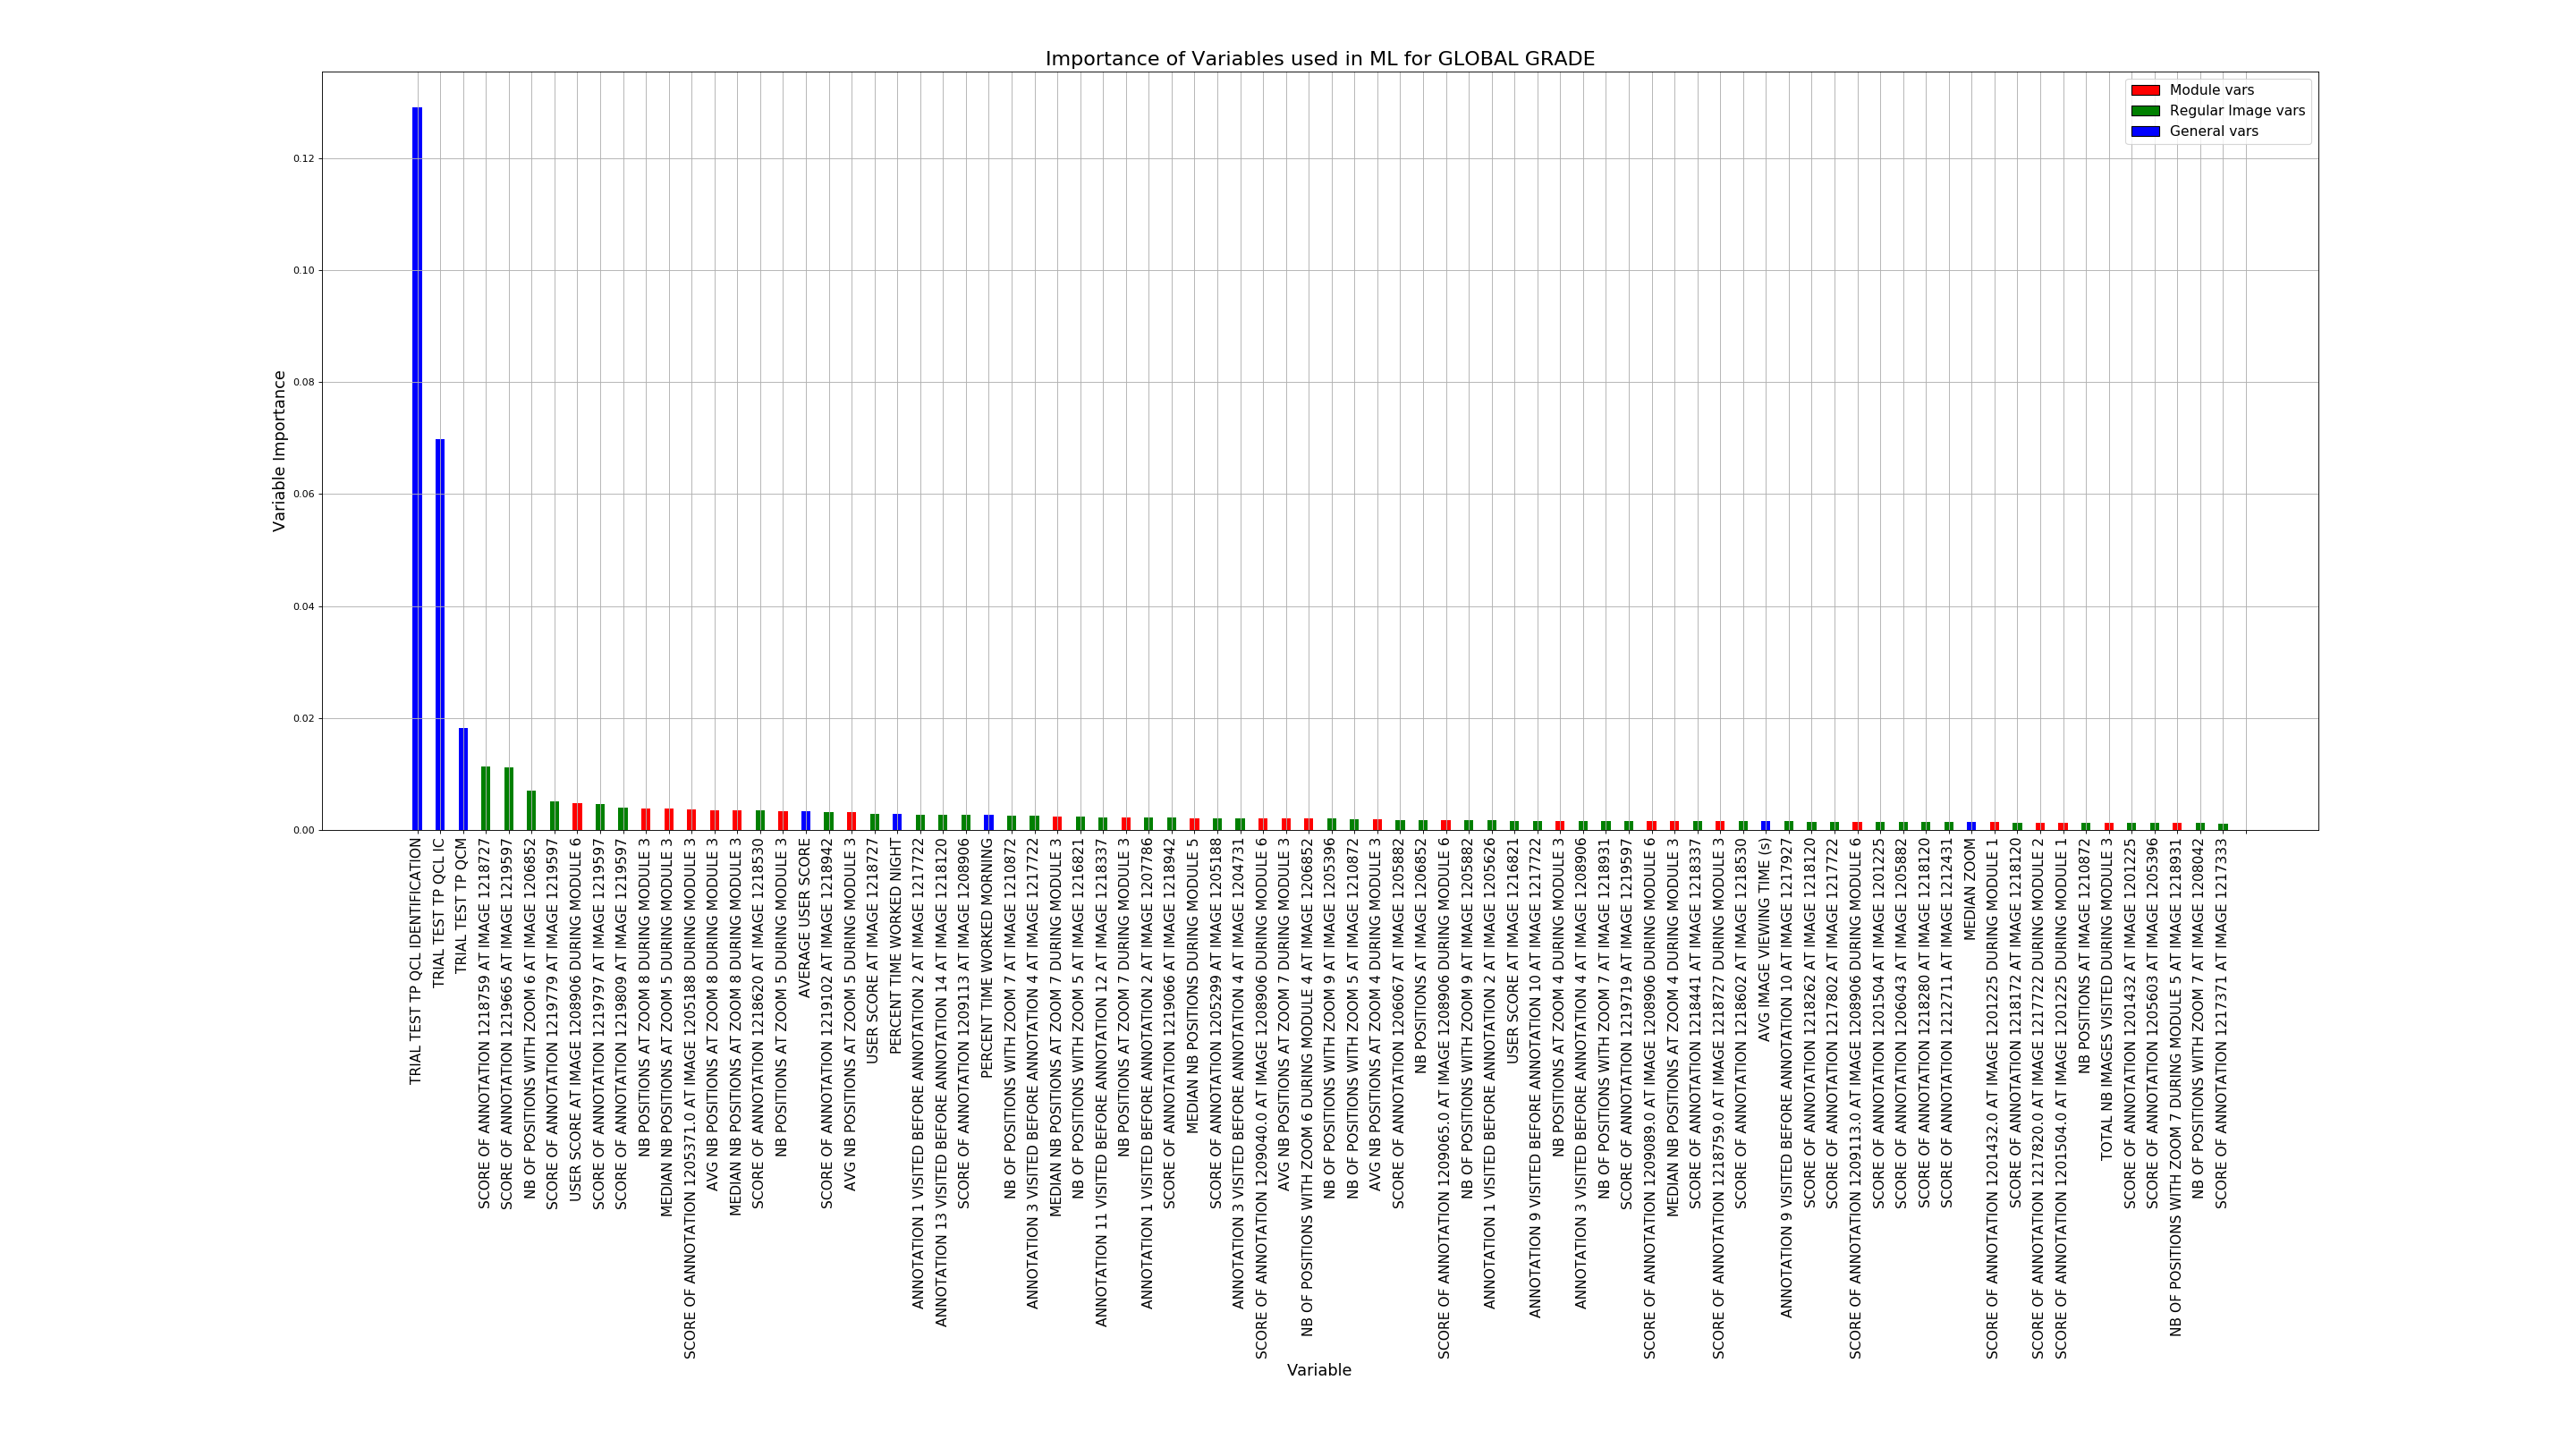 Importance of Variables used in ML for GLOBAL GRADE
Module vars
Regular Image vars
General vars
Variable Importance
0.12
0.10
0.08
0.06
0.04
0.02
0.00
TRIAL TEST TP QCL IDENTIFICATION
TRIAL TEST TP QCL IC
TRIAL TEST TP QCM
SCORE OF ANNOTATION 1218759 AT IMAGE 1218727
SCORE OF ANNOTATION 1219665 AT IMAGE 1219597
NB OF POSITIONS WITH ZOOM 6 AT IMAGE 1206852
SCORE OF ANNOTATION 1219779 AT IMAGE 1219597
USER SCORE AT IMAGE 1208906 DURING MODULE 6
SCORE OF ANNOTATION 1219797 AT IMAGE 1219597
SCORE OF ANNOTATION 1219809 AT IMAGE 1219597
NB POSITIONS AT ZOOM 8 DURING MODULE 3
MEDIAN NB POSITIONS AT ZOOM 5 DURING MODULE 3
SCORE OF ANNOTATION 1205371.0 AT IMAGE 1205188 DURING MODULE 3
AVG NB POSITIONS AT ZOOM 8 DURING MODULE 3
MEDIAN NB POSITIONS AT ZOOM 8 DURING MODULE 3
SCORE OF ANNOTATION 1218620 AT IMAGE 1218530
NB POSITIONS AT ZOOM 5 DURING MODULE 3
AVERAGE USER SCORE
SCORE OF ANNOTATION 1219102 AT IMAGE 1218942
AVG NB POSITIONS AT ZOOM 5 DURING MODULE 3
USER SCORE AT IMAGE 1218727
PERCENT TIME WORKED NIGHT
ANNOTATION 1 VISITED BEFORE ANNOTATION 2 AT IMAGE 1217722
ANNOTATION 13 VISITED BEFORE ANNOTATION 14 AT IMAGE 1218120
SCORE OF ANNOTATION 1209113 AT IMAGE 1208906
PERCENT TIME WORKED MORNING
NB OF POSITIONS WITH ZOOM 7 AT IMAGE 1210872
ANNOTATION 3 VISITED BEFORE ANNOTATION 4 AT IMAGE 1217722
MEDIAN NB POSITIONS AT ZOOM 7 DURING MODULE 3
NB OF POSITIONS WITH ZOOM 5 AT IMAGE 1216821
ANNOTATION 11 VISITED BEFORE ANNOTATION 12 AT IMAGE 1218337
NB POSITIONS AT ZOOM 7 DURING MODULE 3
ANNOTATION 1 VISITED BEFORE ANNOTATION 2 AT IMAGE 1207786
SCORE OF ANNOTATION 1219066 AT IMAGE 1218942
MEDIAN NB POSITIONS DURING MODULE 5
SCORE OF ANNOTATION 1205299 AT IMAGE 1205188
ANNOTATION 3 VISITED BEFORE ANNOTATION 4 AT IMAGE 1204731
SCORE OF ANNOTATION 1209040.0 AT IMAGE 1208906 DURING MODULE 6
AVG NB POSITIONS AT ZOOM 7 DURING MODULE 3
NB OF POSITIONS WITH ZOOM 6 DURING MODULE 4 AT IMAGE 1206852
NB OF POSITIONS WITH ZOOM 9 AT IMAGE 1205396
NB OF POSITIONS WITH ZOOM 5 AT IMAGE 1210872
AVG NB POSITIONS AT ZOOM 4 DURING MODULE 3
SCORE OF ANNOTATION 1206067 AT IMAGE 1205882
NB POSITIONS AT IMAGE 1206852
SCORE OF ANNOTATION 1209065.0 AT IMAGE 1208906 DURING MODULE 6
NB OF POSITIONS WITH ZOOM 9 AT IMAGE 1205882
ANNOTATION 1 VISITED BEFORE ANNOTATION 2 AT IMAGE 1205626
USER SCORE AT IMAGE 1216821
ANNOTATION 9 VISITED BEFORE ANNOTATION 10 AT IMAGE 1217722
NB POSITIONS AT ZOOM 4 DURING MODULE 3
ANNOTATION 3 VISITED BEFORE ANNOTATION 4 AT IMAGE 1208906
NB OF POSITIONS WITH ZOOM 7 AT IMAGE 1218931
SCORE OF ANNOTATION 1219719 AT IMAGE 1219597
SCORE OF ANNOTATION 1209089.0 AT IMAGE 1208906 DURING MODULE 6
MEDIAN NB POSITIONS AT ZOOM 4 DURING MODULE 3
SCORE OF ANNOTATION 1218441 AT IMAGE 1218337
SCORE OF ANNOTATION 1218759.0 AT IMAGE 1218727 DURING MODULE 3
SCORE OF ANNOTATION 1218602 AT IMAGE 1218530
AVG IMAGE VIEWING TIME (s)
ANNOTATION 9 VISITED BEFORE ANNOTATION 10 AT IMAGE 1217927
SCORE OF ANNOTATION 1218262 AT IMAGE 1218120
SCORE OF ANNOTATION 1217802 AT IMAGE 1217722
SCORE OF ANNOTATION 1209113.0 AT IMAGE 1208906 DURING MODULE 6
SCORE OF ANNOTATION 1201504 AT IMAGE 1201225
SCORE OF ANNOTATION 1206043 AT IMAGE 1205882
SCORE OF ANNOTATION 1218280 AT IMAGE 1218120
SCORE OF ANNOTATION 1212711 AT IMAGE 1212431
MEDIAN ZOOM
SCORE OF ANNOTATION 1201432.0 AT IMAGE 1201225 DURING MODULE 1
SCORE OF ANNOTATION 1218172 AT IMAGE 1218120
SCORE OF ANNOTATION 1217820.0 AT IMAGE 1217722 DURING MODULE 2
SCORE OF ANNOTATION 1201504.0 AT IMAGE 1201225 DURING MODULE 1
NB POSITIONS AT IMAGE 1210872
TOTAL NB IMAGES VISITED DURING MODULE 3
SCORE OF ANNOTATION 1201432 AT IMAGE 1201225
SCORE OF ANNOTATION 1205603 AT IMAGE 1205396
NB OF POSITIONS WITH ZOOM 7 DURING MODULE 5 AT IMAGE 1218931
NB OF POSITIONS WITH ZOOM 7 AT IMAGE 1208042
SCORE OF ANNOTATION 1217371 AT IMAGE 1217333
Variable